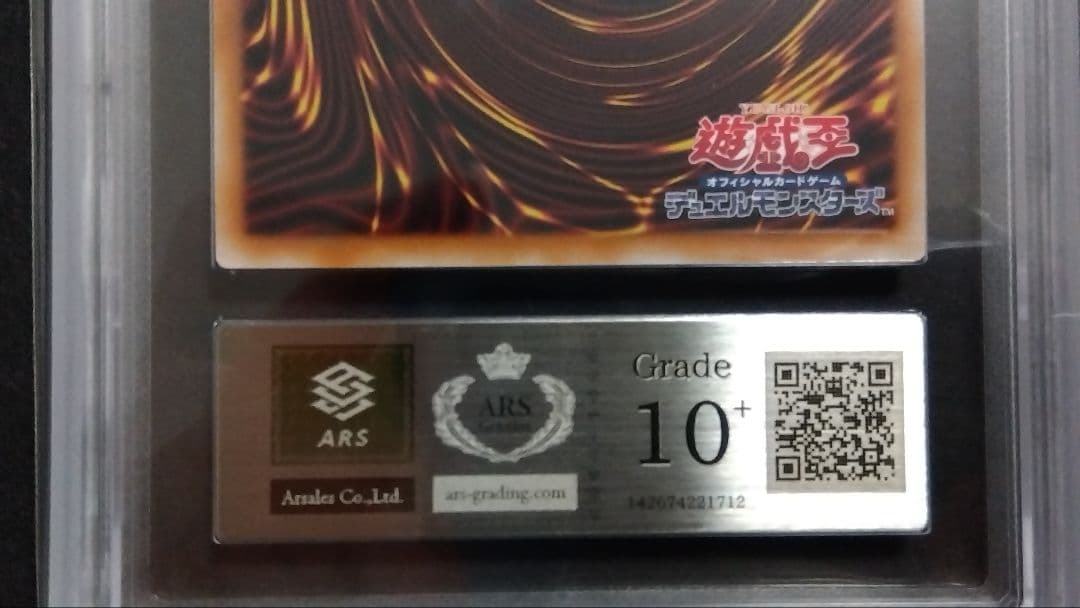 YU-GI-OH!
遊戯王
オフィシャルカードゲーム
デュエルモンスターズ™
ARS
Arsales Co.,Ltd.
ARS
ars-grading.com
Grade
10+
142674221712